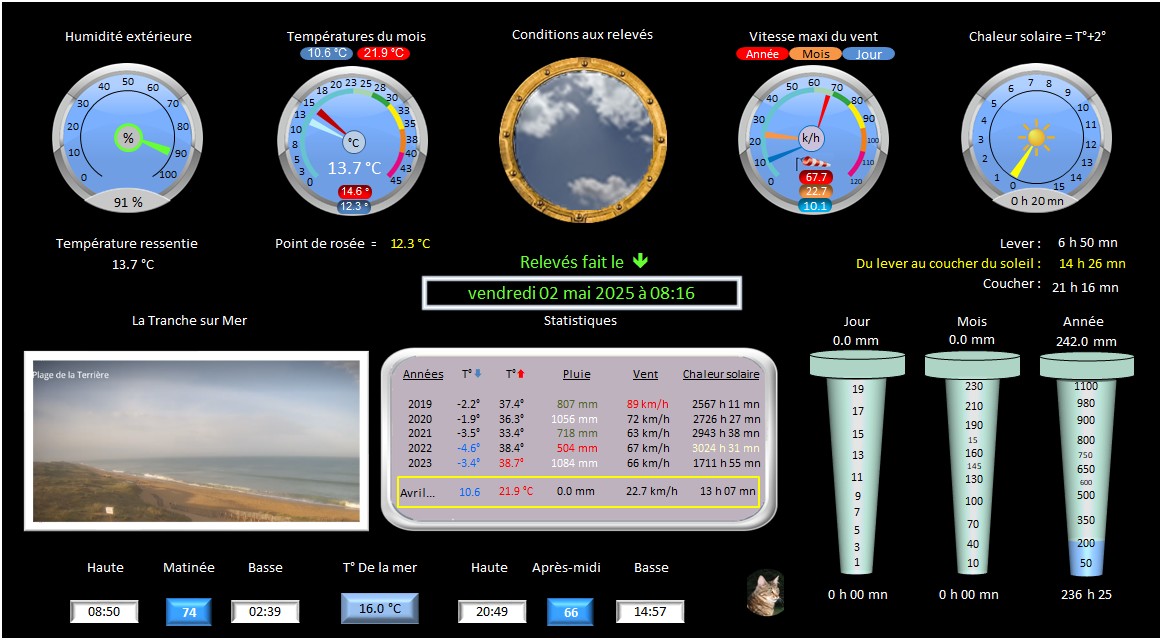 Humidité extérieure
Températures du mois
10.6 °C 21.9 °C
Conditions aux relevés
Vitesse maxi du vent
Année Mois Jour
Chaleur solaire = T°+2°
0 10 20 30 40 50 60 70 80 90 100
%
91 %
0 3 5 8 10 13 15 18 20 23 25 28 30 33 35 38 40 43 45
°C
13.7 °C
14.6 °
12.3 °
0 10 20 30 40 50 60 70 80 90 100 110 120
k/h
67.7
22.7
10.1
0 1 2 3 4 5 6 7 8 9 10 11 12 13 14 15
0 h 20 mn
Température ressentie
13.7 °C
Point de rosée = 12.3 °C
Relevés fait le
vendredi 02 mai 2025 à 08:16
Lever : 6 h 50 mn
Du lever au coucher du soleil : 14 h 26 mn
Coucher : 21 h 16 mn
La Tranche sur Mer
Plage de la Terrière
Statistiques
Années T° T° Pluie Vent Chaleur solaire
2019 -2.2° 37.4° 807 mm 89 km/h 2567 h 11 mn
2020 -1.9° 36.3° 1056 mm 72 km/h 2726 h 27 mn
2021 -3.5° 33.4° 718 mm 63 km/h 2943 h 38 mn
2022 -4.6° 38.4° 504 mm 67 km/h 3024 h 31 mn
2023 -3.4° 38.7° 1084 mm 66 km/h 1711 h 55 mn
Avril... 10.6 21.9 °C 0.0 mm 22.7 km/h 13 h 07 mn
Jour
0.0 mm
19
17
15
13
11
9
7
5
3
1
0 h 00 mn
Mois
0.0 mm
230
210
190
15
160
145
130
100
70
40
10
0 h 00 mn
Année
242.0 mm
1100
980
900
800
750
650
600
500
350
200
50
236 h 25
Haute Matinée Basse
08:50 74 02:39
T° De la mer
16.0 °C
Haute Après-midi Basse
20:49 66 14:57